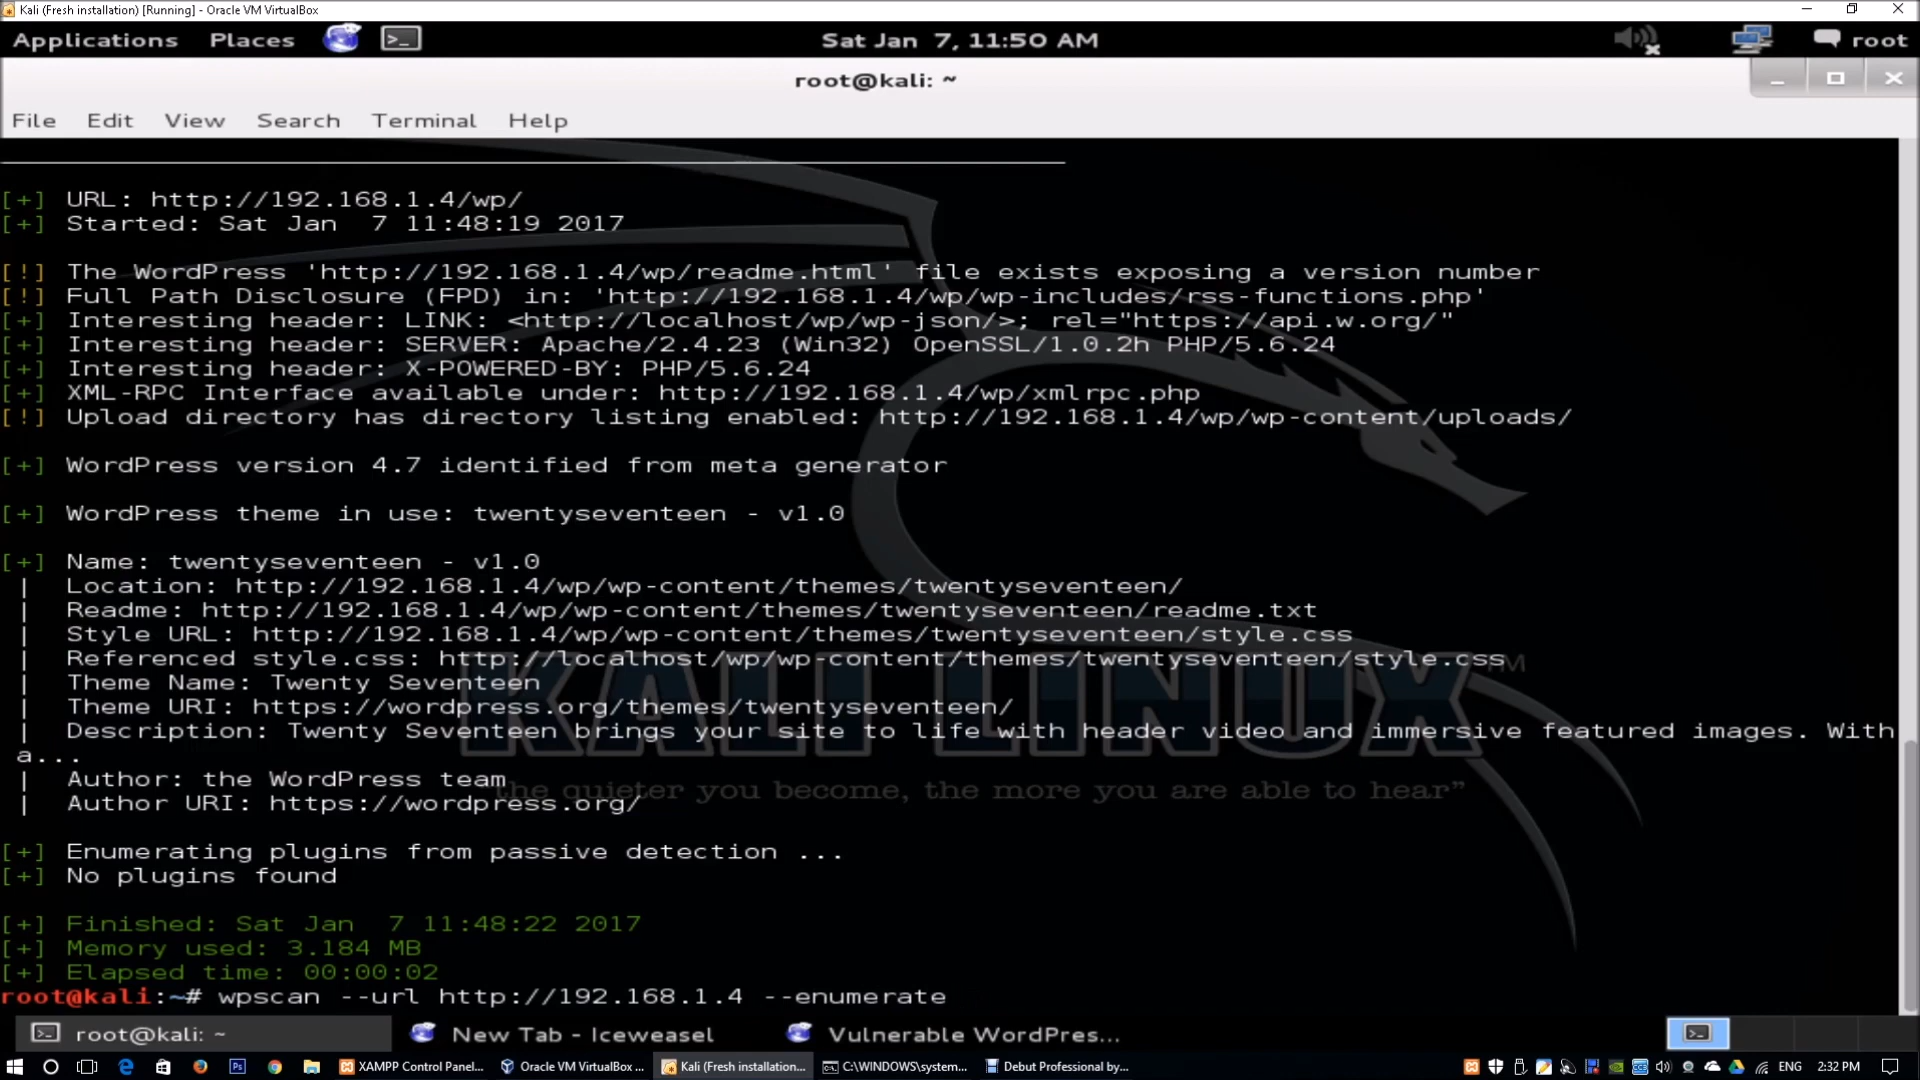 Kali (Fresh installation) [Running] - Oracle VM VirtualBox
Applications Places Sat Jan 7, 11:50 AM root
root@kali: ~
File Edit View Search Terminal Help
[+] URL: http://192.168.1.4/wp/
[+] Started: Sat Jan  7 11:48:19 2017
[!] The WordPress 'http://192.168.1.4/wp/readme.html' file exists exposing a version number
[!] Full Path Disclosure (FPD) in: 'http://192.168.1.4/wp/wp-includes/rss-functions.php'
[+] Interesting header: LINK: <http://localhost/wp/wp-json/>; rel="https://api.w.org/"
[+] Interesting header: SERVER: Apache/2.4.23 (Win32) OpenSSL/1.0.2h PHP/5.6.24
[+] Interesting header: X-POWERED-BY: PHP/5.6.24
[+] XML-RPC Interface available under: http://192.168.1.4/wp/xmlrpc.php
[!] Upload directory has directory listing enabled: http://192.168.1.4/wp/wp-content/uploads/
[+] WordPress version 4.7 identified from meta generator
[+] WordPress theme in use: twentyseventeen - v1.0
[+] Name: twentyseventeen - v1.0
| Location: http://192.168.1.4/wp/wp-content/themes/twentyseventeen/
| Readme: http://192.168.1.4/wp/wp-content/themes/twentyseventeen/readme.txt
| Style URL: http://192.168.1.4/wp/wp-content/themes/twentyseventeen/style.css
| Referenced style.css: http://localhost/wp/wp-content/themes/twentyseventeen/style.css
| Theme Name: Twenty Seventeen
| Theme URI: https://wordpress.org/themes/twentyseventeen/
| Description: Twenty Seventeen brings your site to life with header video and immersive featured images. With
a...
| Author: the WordPress team
| Author URI: https://wordpress.org/
KALI LINUX ™
the quieter you become, the more you are able to hear”
[+] Enumerating plugins from passive detection ...
[+] No plugins found
[+] Finished: Sat Jan  7 11:48:22 2017
[+] Memory used: 3.184 MB
[+] Elapsed time: 00:00:02
root@kali:~# wpscan --url http://192.168.1.4 --enumerate
root@kali: ~ New Tab - Iceweasel Vulnerable WordPres...
XAMPP Control Panel... Oracle VM VirtualBox ... Kali (Fresh installation... C:\WINDOWS\system... Debut Professional by... ENG 2:32 PM